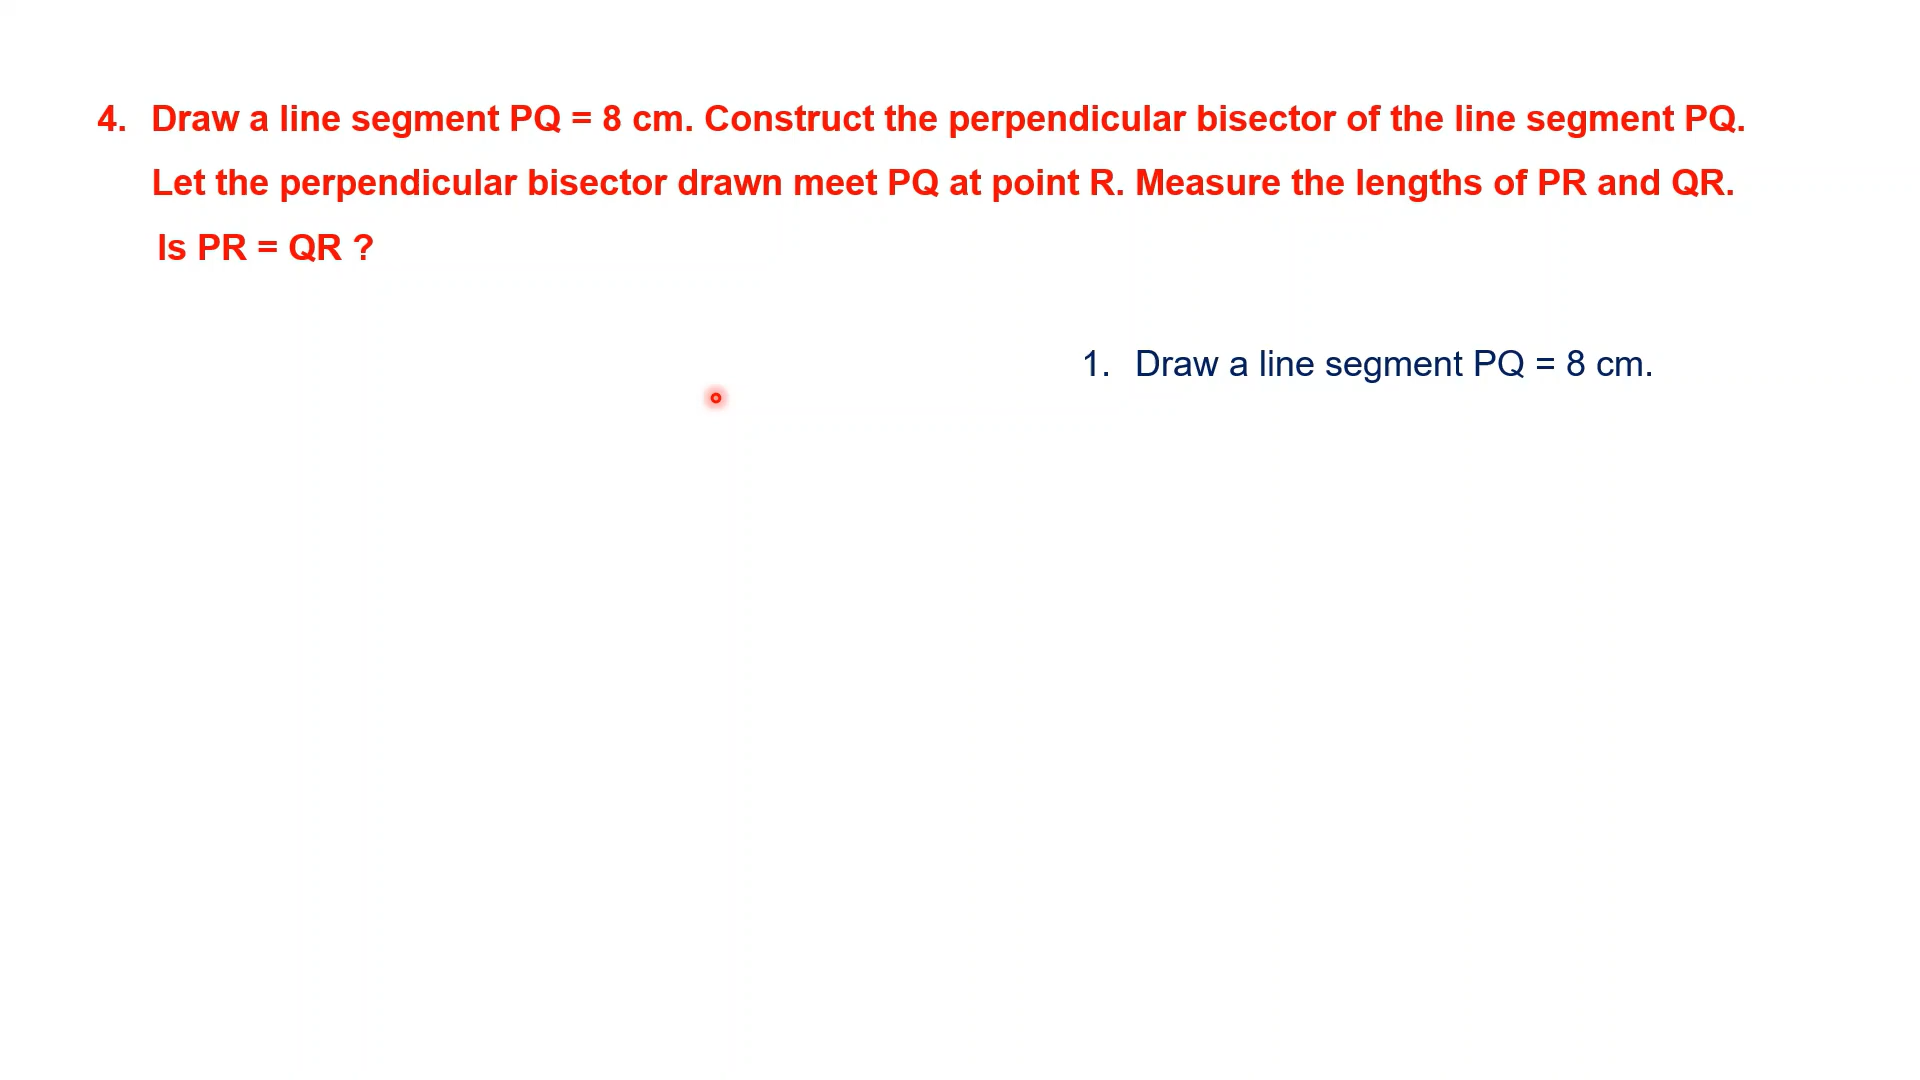 4. Draw a line segment PQ = 8 cm. Construct the perpendicular bisector of the line segment PQ.
Let the perpendicular bisector drawn meet PQ at point R. Measure the lengths of PR and QR.
Is PR = QR ?
1. Draw a line segment PQ = 8 cm.